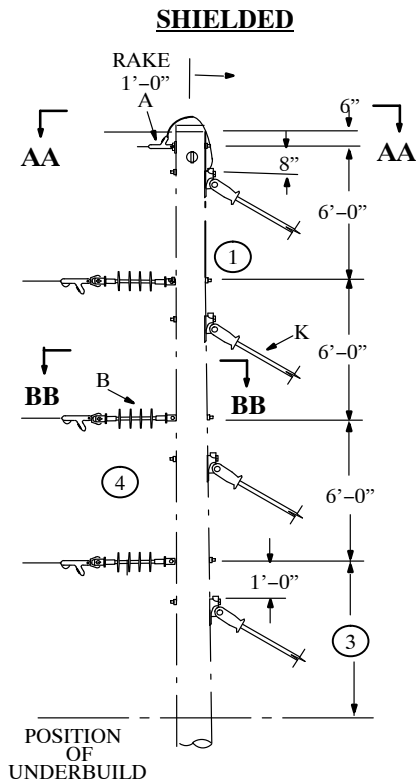 SHIELDED
RAKE
1'-0"
A
6"
AA
AA
8"
6'-0"
1
K
6'-0"
BB
B
BB
4
6'-0"
1'-0"
3
POSITION
OF
UNDERBUILD